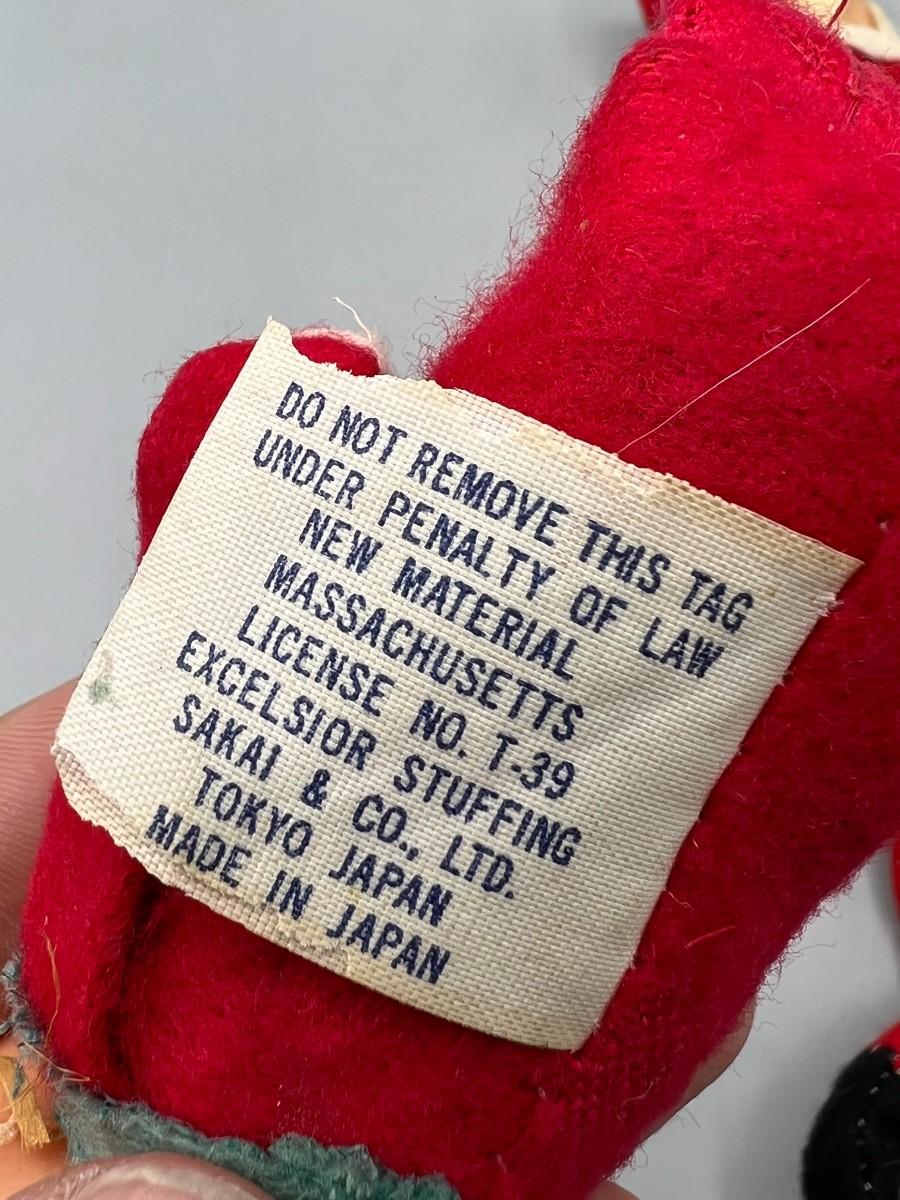 DO NOT REMOVE THIS TAG
UNDER PENALTY OF LAW
NEW MATERIAL
MASSACHUSETTS
LICENSE NO. T-39
EXCELSIOR STUFFING
SAKAI & CO., LTD.
TOKYO JAPAN
MADE IN JAPAN